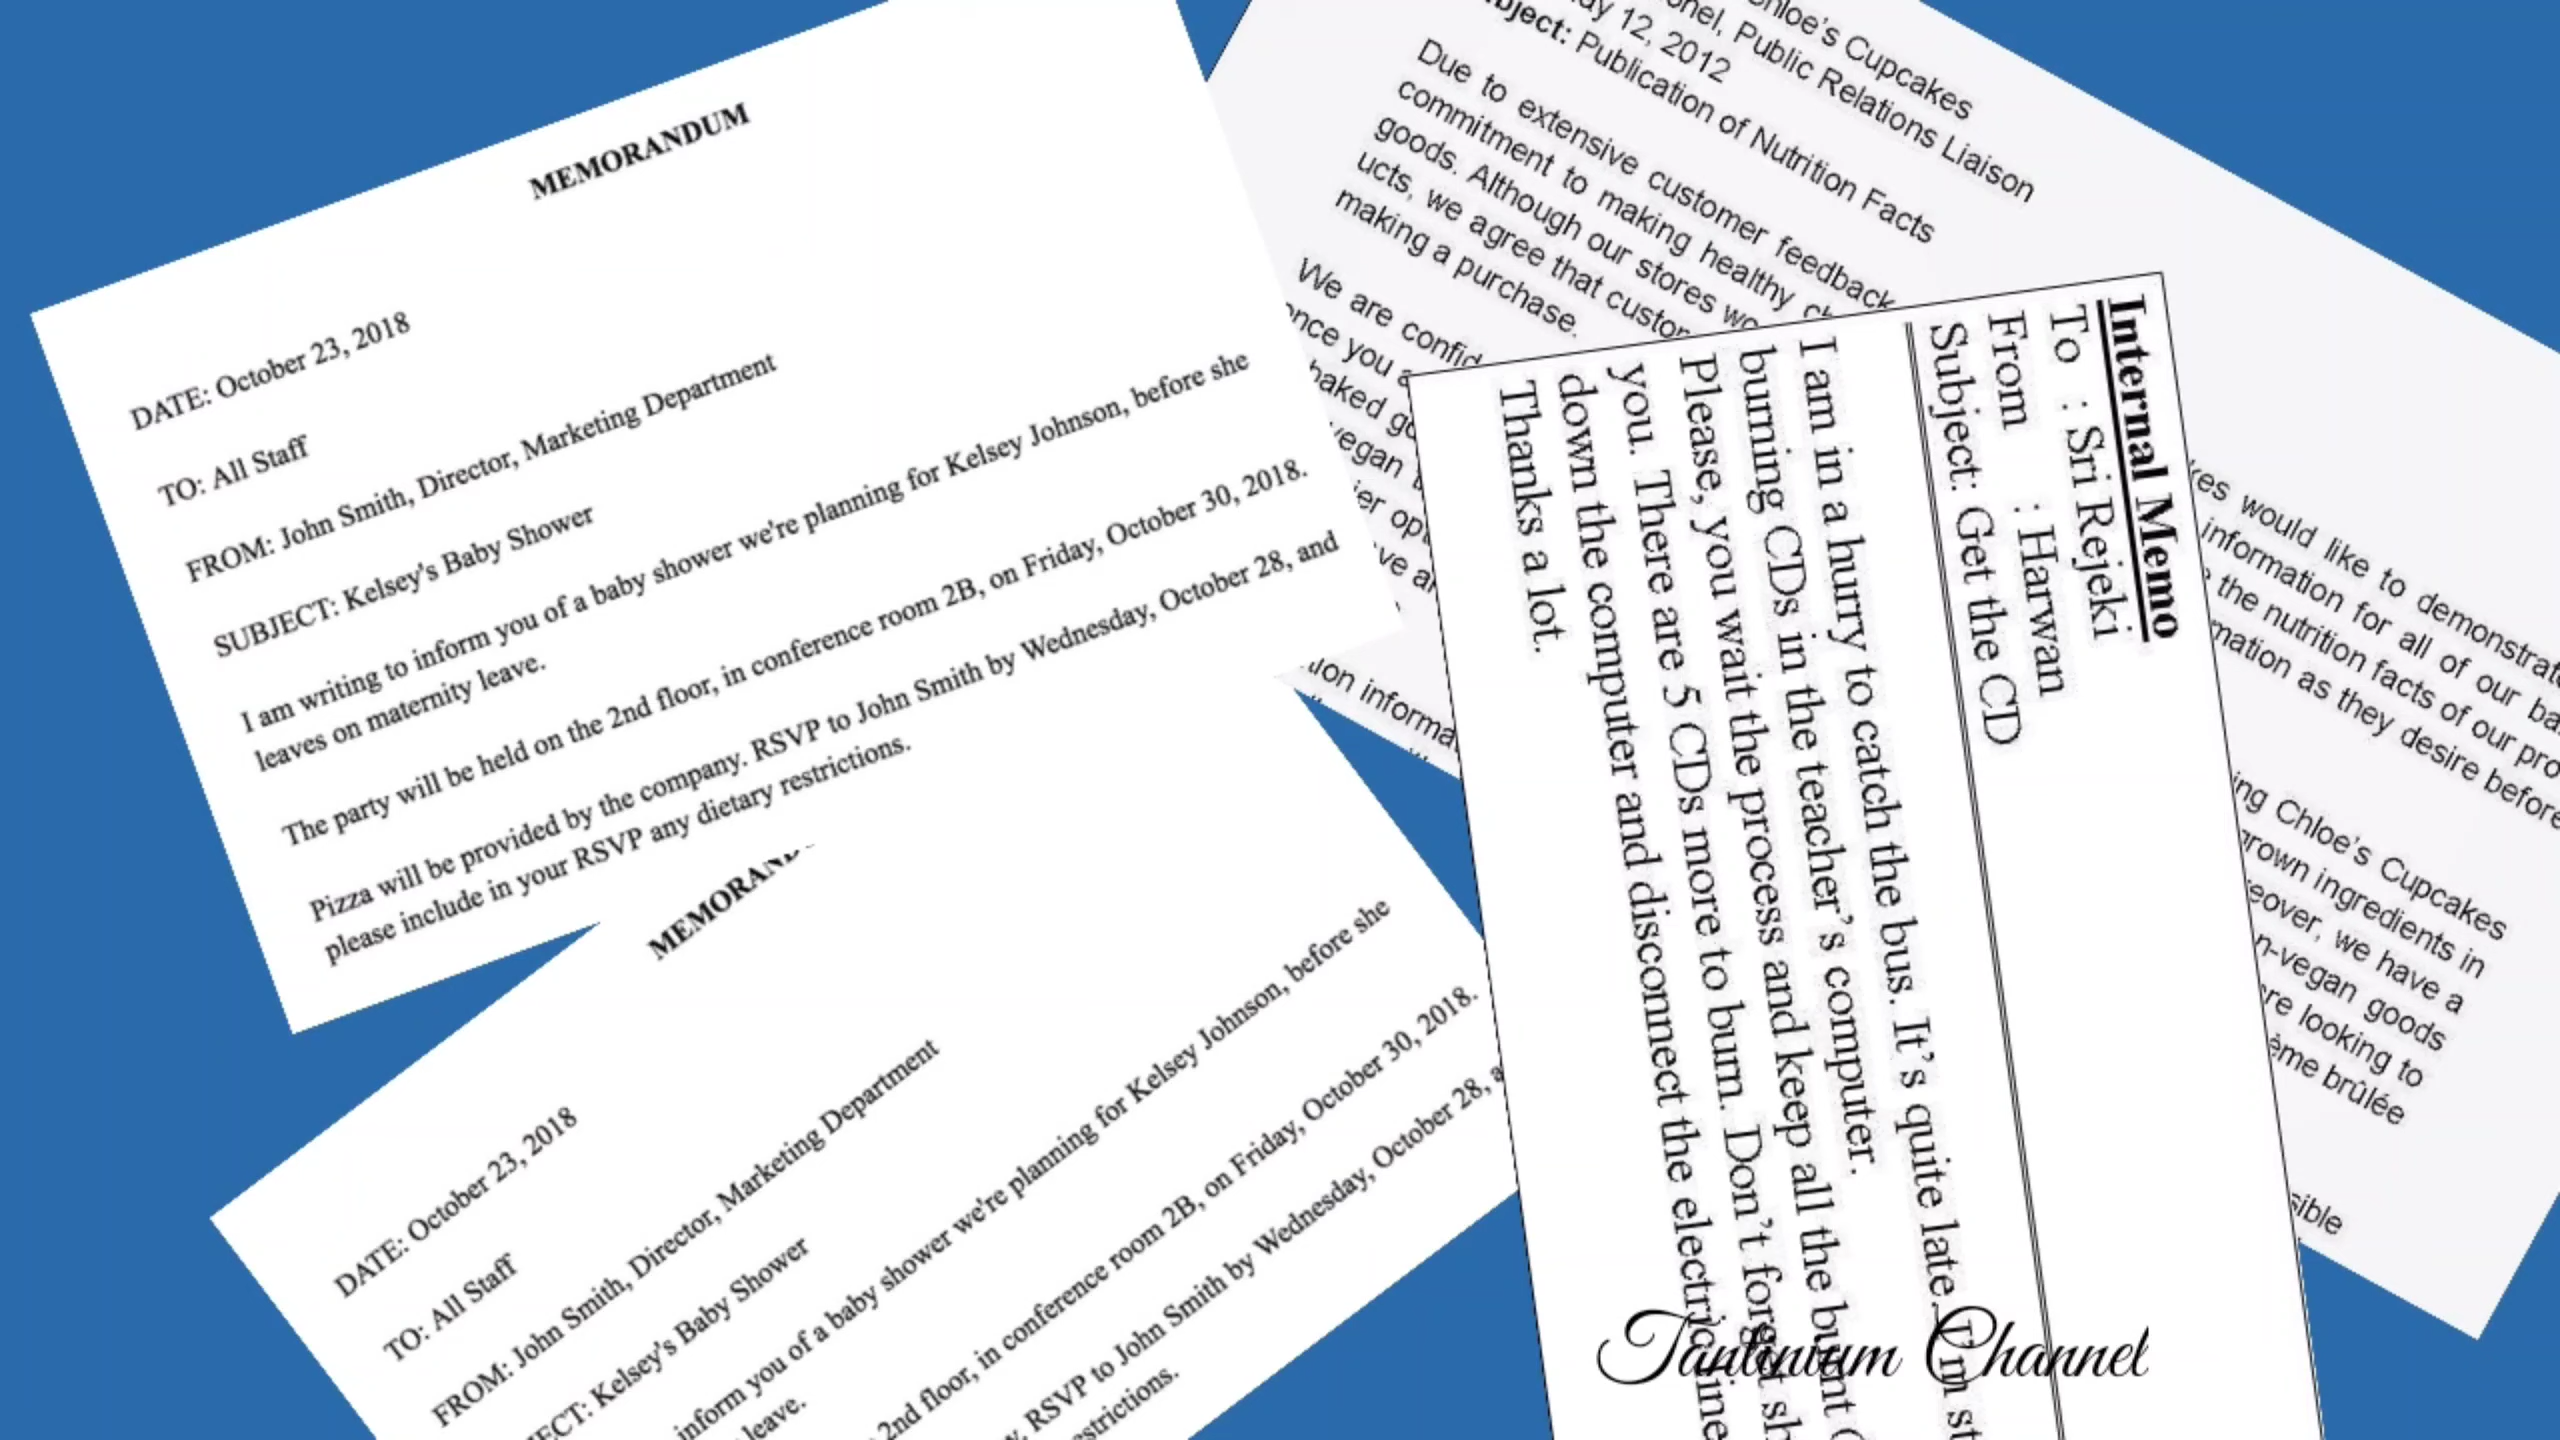 MEMORANDUM
DATE: October 23, 2018
TO: All Staff
FROM: John Smith, Director, Marketing Department
SUBJECT: Kelsey's Baby Shower
I am writing to inform you of a baby shower we're planning for Kelsey Johnson, before she
leaves on maternity leave.
The party will be held on the 2nd floor, in conference room 2B, on Friday, October 30, 2018.
Pizza will be provided by the company. RSVP to John Smith by Wednesday, October 28, and
please include in your RSVP any dietary restrictions.
Chloe's Cupcakes
Public Relations Liaison
12, 2012
Publication of Nutrition Facts
Due to extensive customer feedback
would like to demonstrate
commitment to making healthy
information for all of our
goods. Although our stores
the nutrition facts of our
we agree that
as they desire before
making a purchase.
We are
Chloe's Cupcakes
once you
ingredients in
baked
we have a
vegan
goods
looking to
brûlée
Internal Memo
To : Sri Rejeki
From : Harwan
Subject: Get the CD
I am in a hurry to catch the bus. It's quite late. I'm
burning CDs in the teacher's computer.
Please, you wait the process and keep all the burnt
you. There are 5 CDs more to burn. Don't forget
down the computer and disconnect the electric
Thanks a lot.
DATE: October 23, 2018
TO: All Staff
FROM: John Smith, Director, Marketing Department
Kelsey's Baby Shower
inform you of a baby shower we're planning for Kelsey Johnson, before she
leave.
2nd floor, in conference room 2B, on Friday, October 30, 2018.
RSVP to John Smith by Wednesday, October 28,
Tantinium Channel